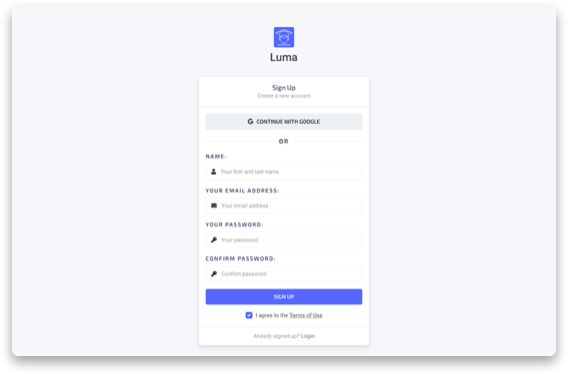 Luma
Sign Up
Create a new account
CONTINUE WITH GOOGLE
OR
NAME:
Your first and last name
YOUR EMAIL ADDRESS:
Your email address
YOUR PASSWORD:
Your password
CONFIRM PASSWORD:
Confirm password
SIGN UP
I agree to the Terms of Use
Already signed up? Login